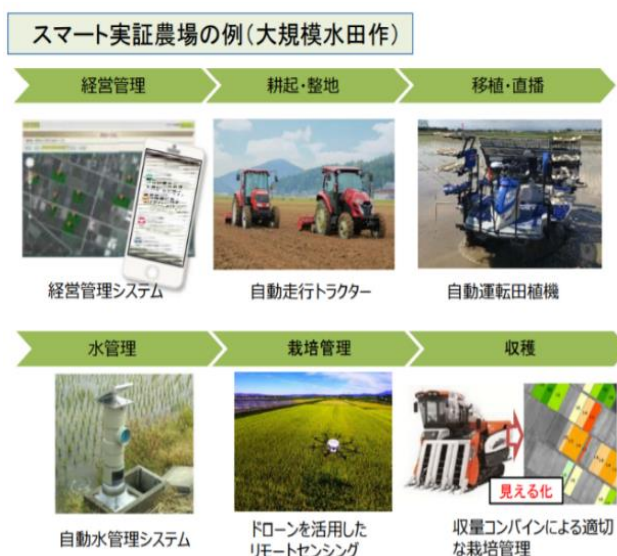 スマート実証農場の例(大規模水田作)
経営管理
耕起・整地
移植・直播
経営管理システム
自動走行トラクター
自動運転田植機
水管理
栽培管理
収穫
見える化
自動水管理システム
ドローンを活用した
リモートセンシング
収量コンバインによる適切
な栽培管理